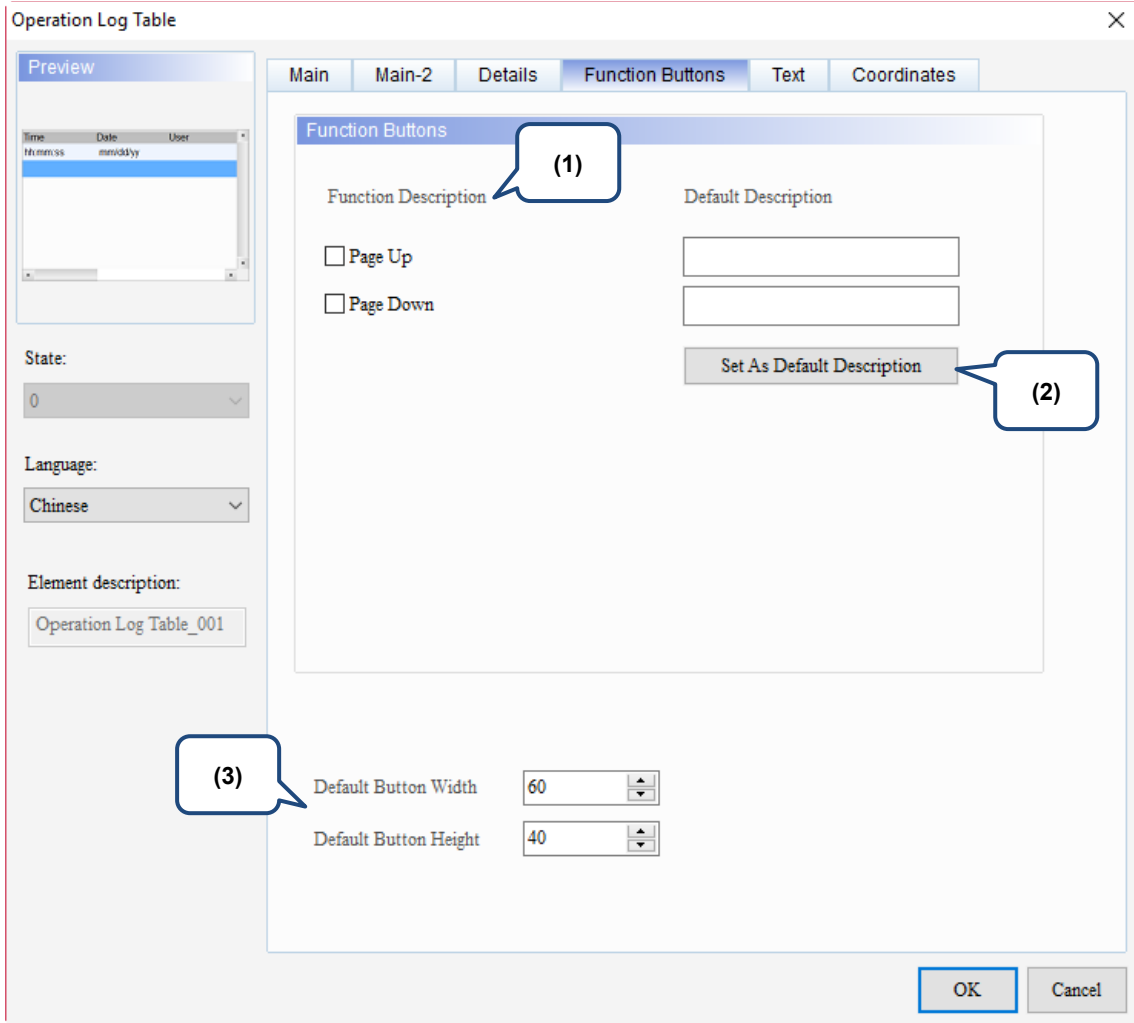 Operation Log Table
Preview
Time Date User
hh:mm:ss mm/dd/yy
State:
0
Language:
Chinese
Element description:
Operation Log Table_001
Main Main-2 Details Function Buttons Text Coordinates
Function Buttons
(1)
Function Description Default Description
Page Up
Page Down
Set As Default Description
(2)
(3)
Default Button Width 60
Default Button Height 40
OK Cancel